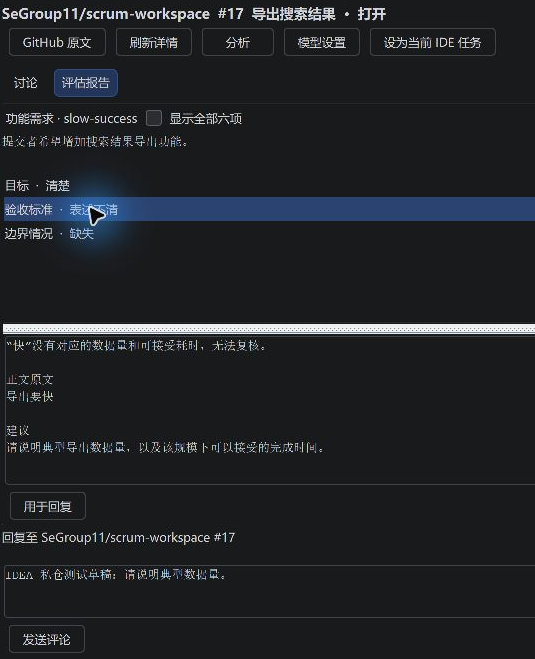 SeGroup11/scrum-workspace #17 导出搜索结果 • 打开
GitHub 原文 刷新详情 分析 模型设置 设为当前 IDE 任务
讨论 评估报告
功能需求 · slow-success 显示全部六项
提交者希望增加搜索结果导出功能。
目标 · 清楚
验收标准 · 表述不清
边界情况 · 缺失
“快”没有对应的数据量和可接受耗时，无法复核。
正文原文
导出要快
建议
请说明典型导出数据量，以及该规模下可以接受的完成时间。
用于回复
回复至 SeGroup11/scrum-workspace #17
IDEA 私仓测试草稿：请说明典型数据量。
发送评论